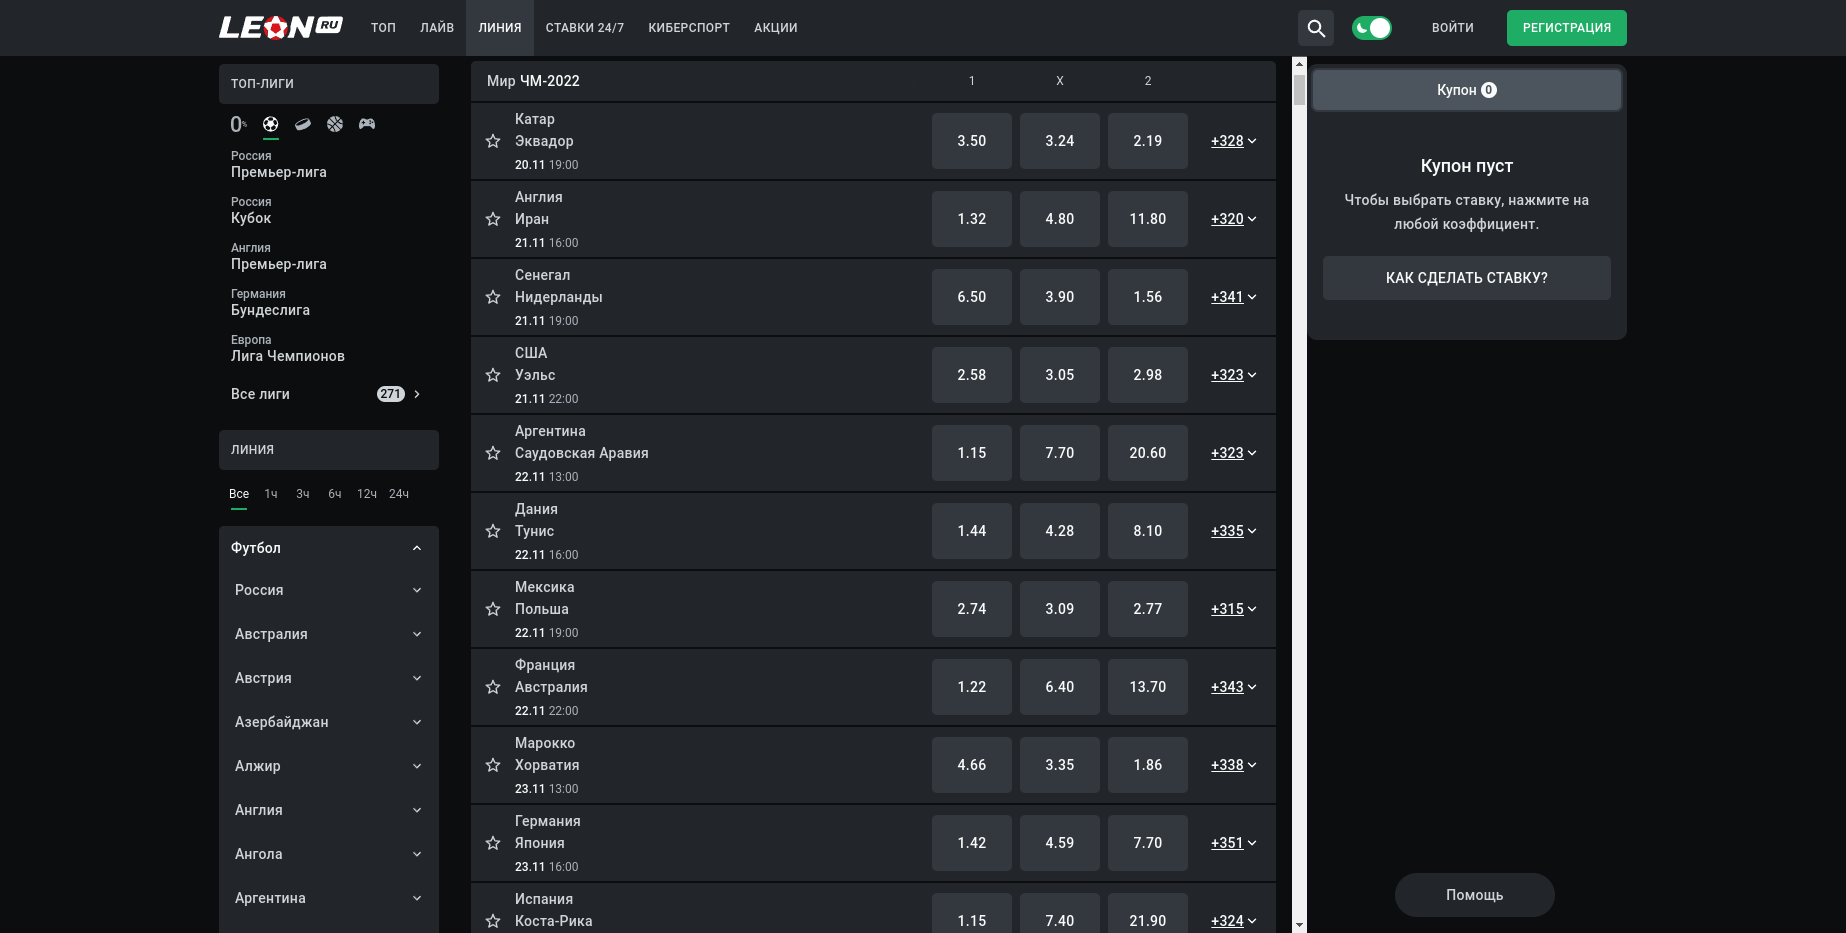 LEON RU
ТОП
ЛАЙВ
ЛИНИЯ
СТАВКИ 24/7
КИБЕРСПОРТ
АКЦИИ
ВОЙТИ
РЕГИСТРАЦИЯ
ТОП-ЛИГИ
0%
Россия
Премьер-лига
Россия
Кубок
Англия
Премьер-лига
Германия
Бундеслига
Европа
Лига Чемпионов
Все лиги 271
ЛИНИЯ
Все 1ч 3ч 6ч 12ч 24ч
Футбол
Россия
Австралия
Австрия
Азербайджан
Алжир
Англия
Ангола
Аргентина
Мир ЧМ-2022 1 X 2
Катар
Эквадор
20.11 19:00
3.50 3.24 2.19 +328
Англия
Иран
21.11 16:00
1.32 4.80 11.80 +320
Сенегал
Нидерланды
21.11 19:00
6.50 3.90 1.56 +341
США
Уэльс
21.11 22:00
2.58 3.05 2.98 +323
Аргентина
Саудовская Аравия
22.11 13:00
1.15 7.70 20.60 +323
Дания
Тунис
22.11 16:00
1.44 4.28 8.10 +335
Мексика
Польша
22.11 19:00
2.74 3.09 2.77 +315
Франция
Австралия
22.11 22:00
1.22 6.40 13.70 +343
Марокко
Хорватия
23.11 13:00
4.66 3.35 1.86 +338
Германия
Япония
23.11 16:00
1.42 4.59 7.70 +351
Испания
Коста-Рика
1.15 7.40 21.90 +324
Купон 0
Купон пуст
Чтобы выбрать ставку, нажмите на
любой коэффициент.
КАК СДЕЛАТЬ СТАВКУ?
Помощь